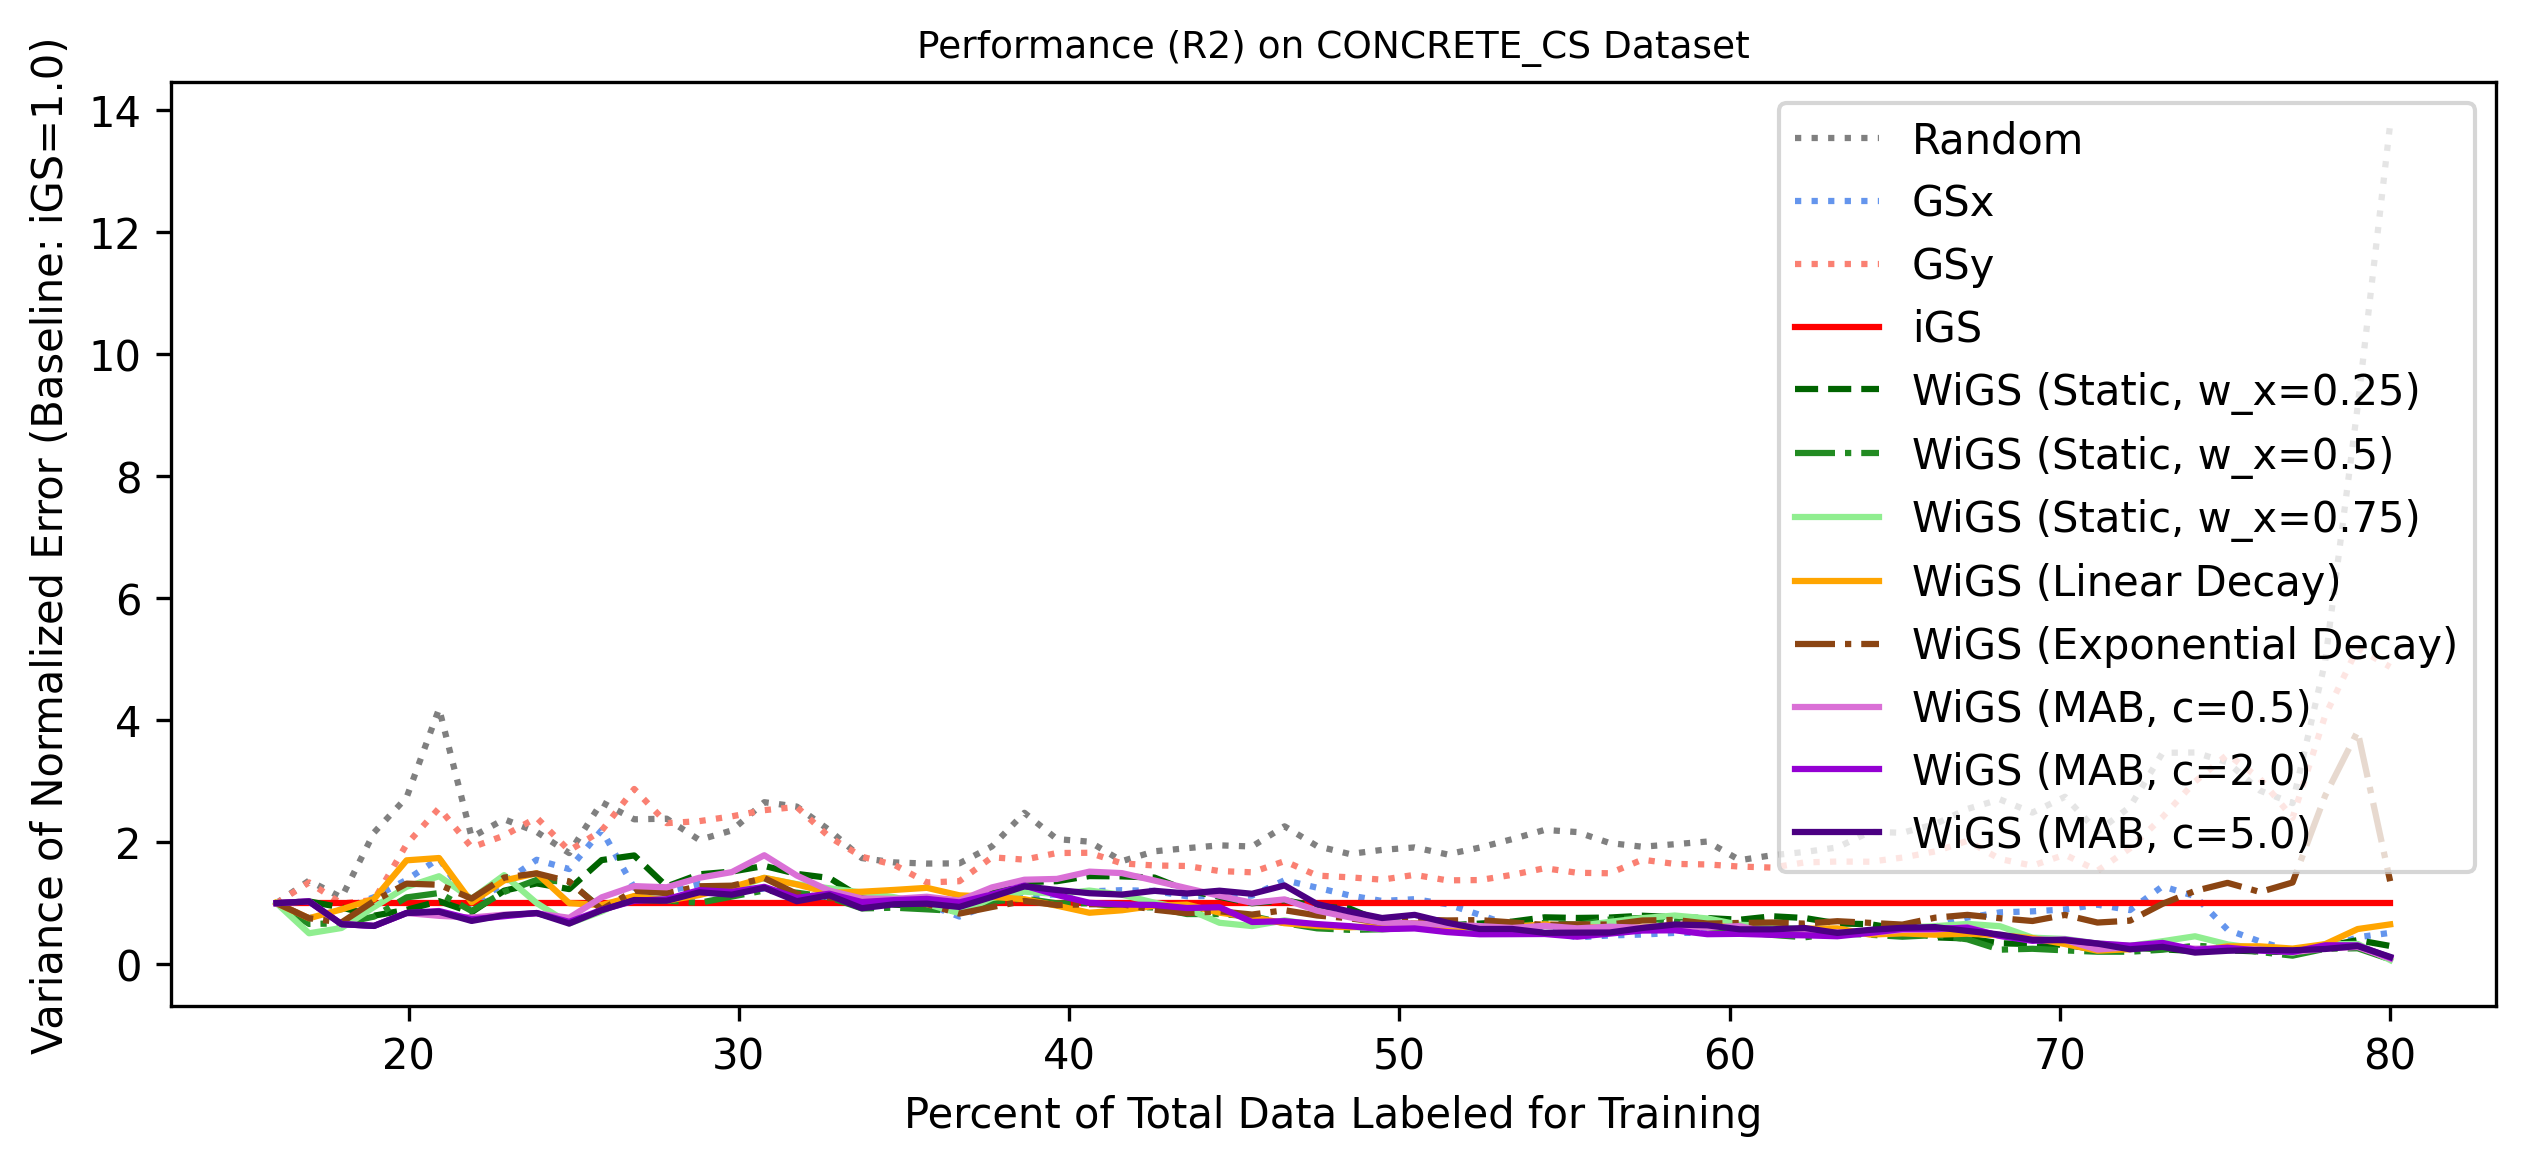 Performance (R2) on CONCRETE_CS Dataset
Variance of Normalized Error (Baseline: iGS=1.0)
14
12
10
8
6
4
2
0
Random
GSx
GSy
iGS
WiGS (Static, w_x=0.25)
WiGS (Static, w_x=0.5)
WiGS (Static, w_x=0.75)
WiGS (Linear Decay)
WiGS (Exponential Decay)
WiGS (MAB, c=0.5)
WiGS (MAB, c=2.0)
WiGS (MAB, c=5.0)
20 30 40 50 60 70 80
Percent of Total Data Labeled for Training